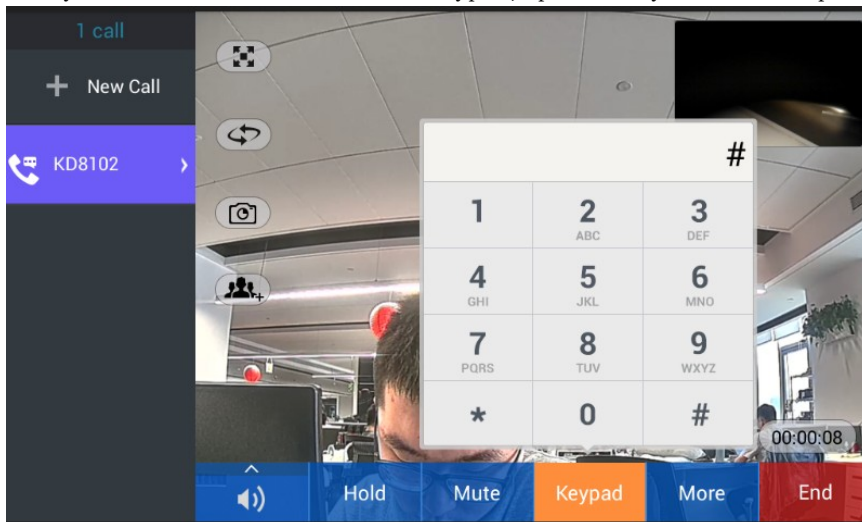 1 call
New Call
KD8102
#
1
2
ABC
3
DEF
4
GHI
5
JKL
6
MNO
7
PQRS
8
TUV
9
WXYZ
*
0
#
00:00:08
Hold
Mute
Keypad
More
End